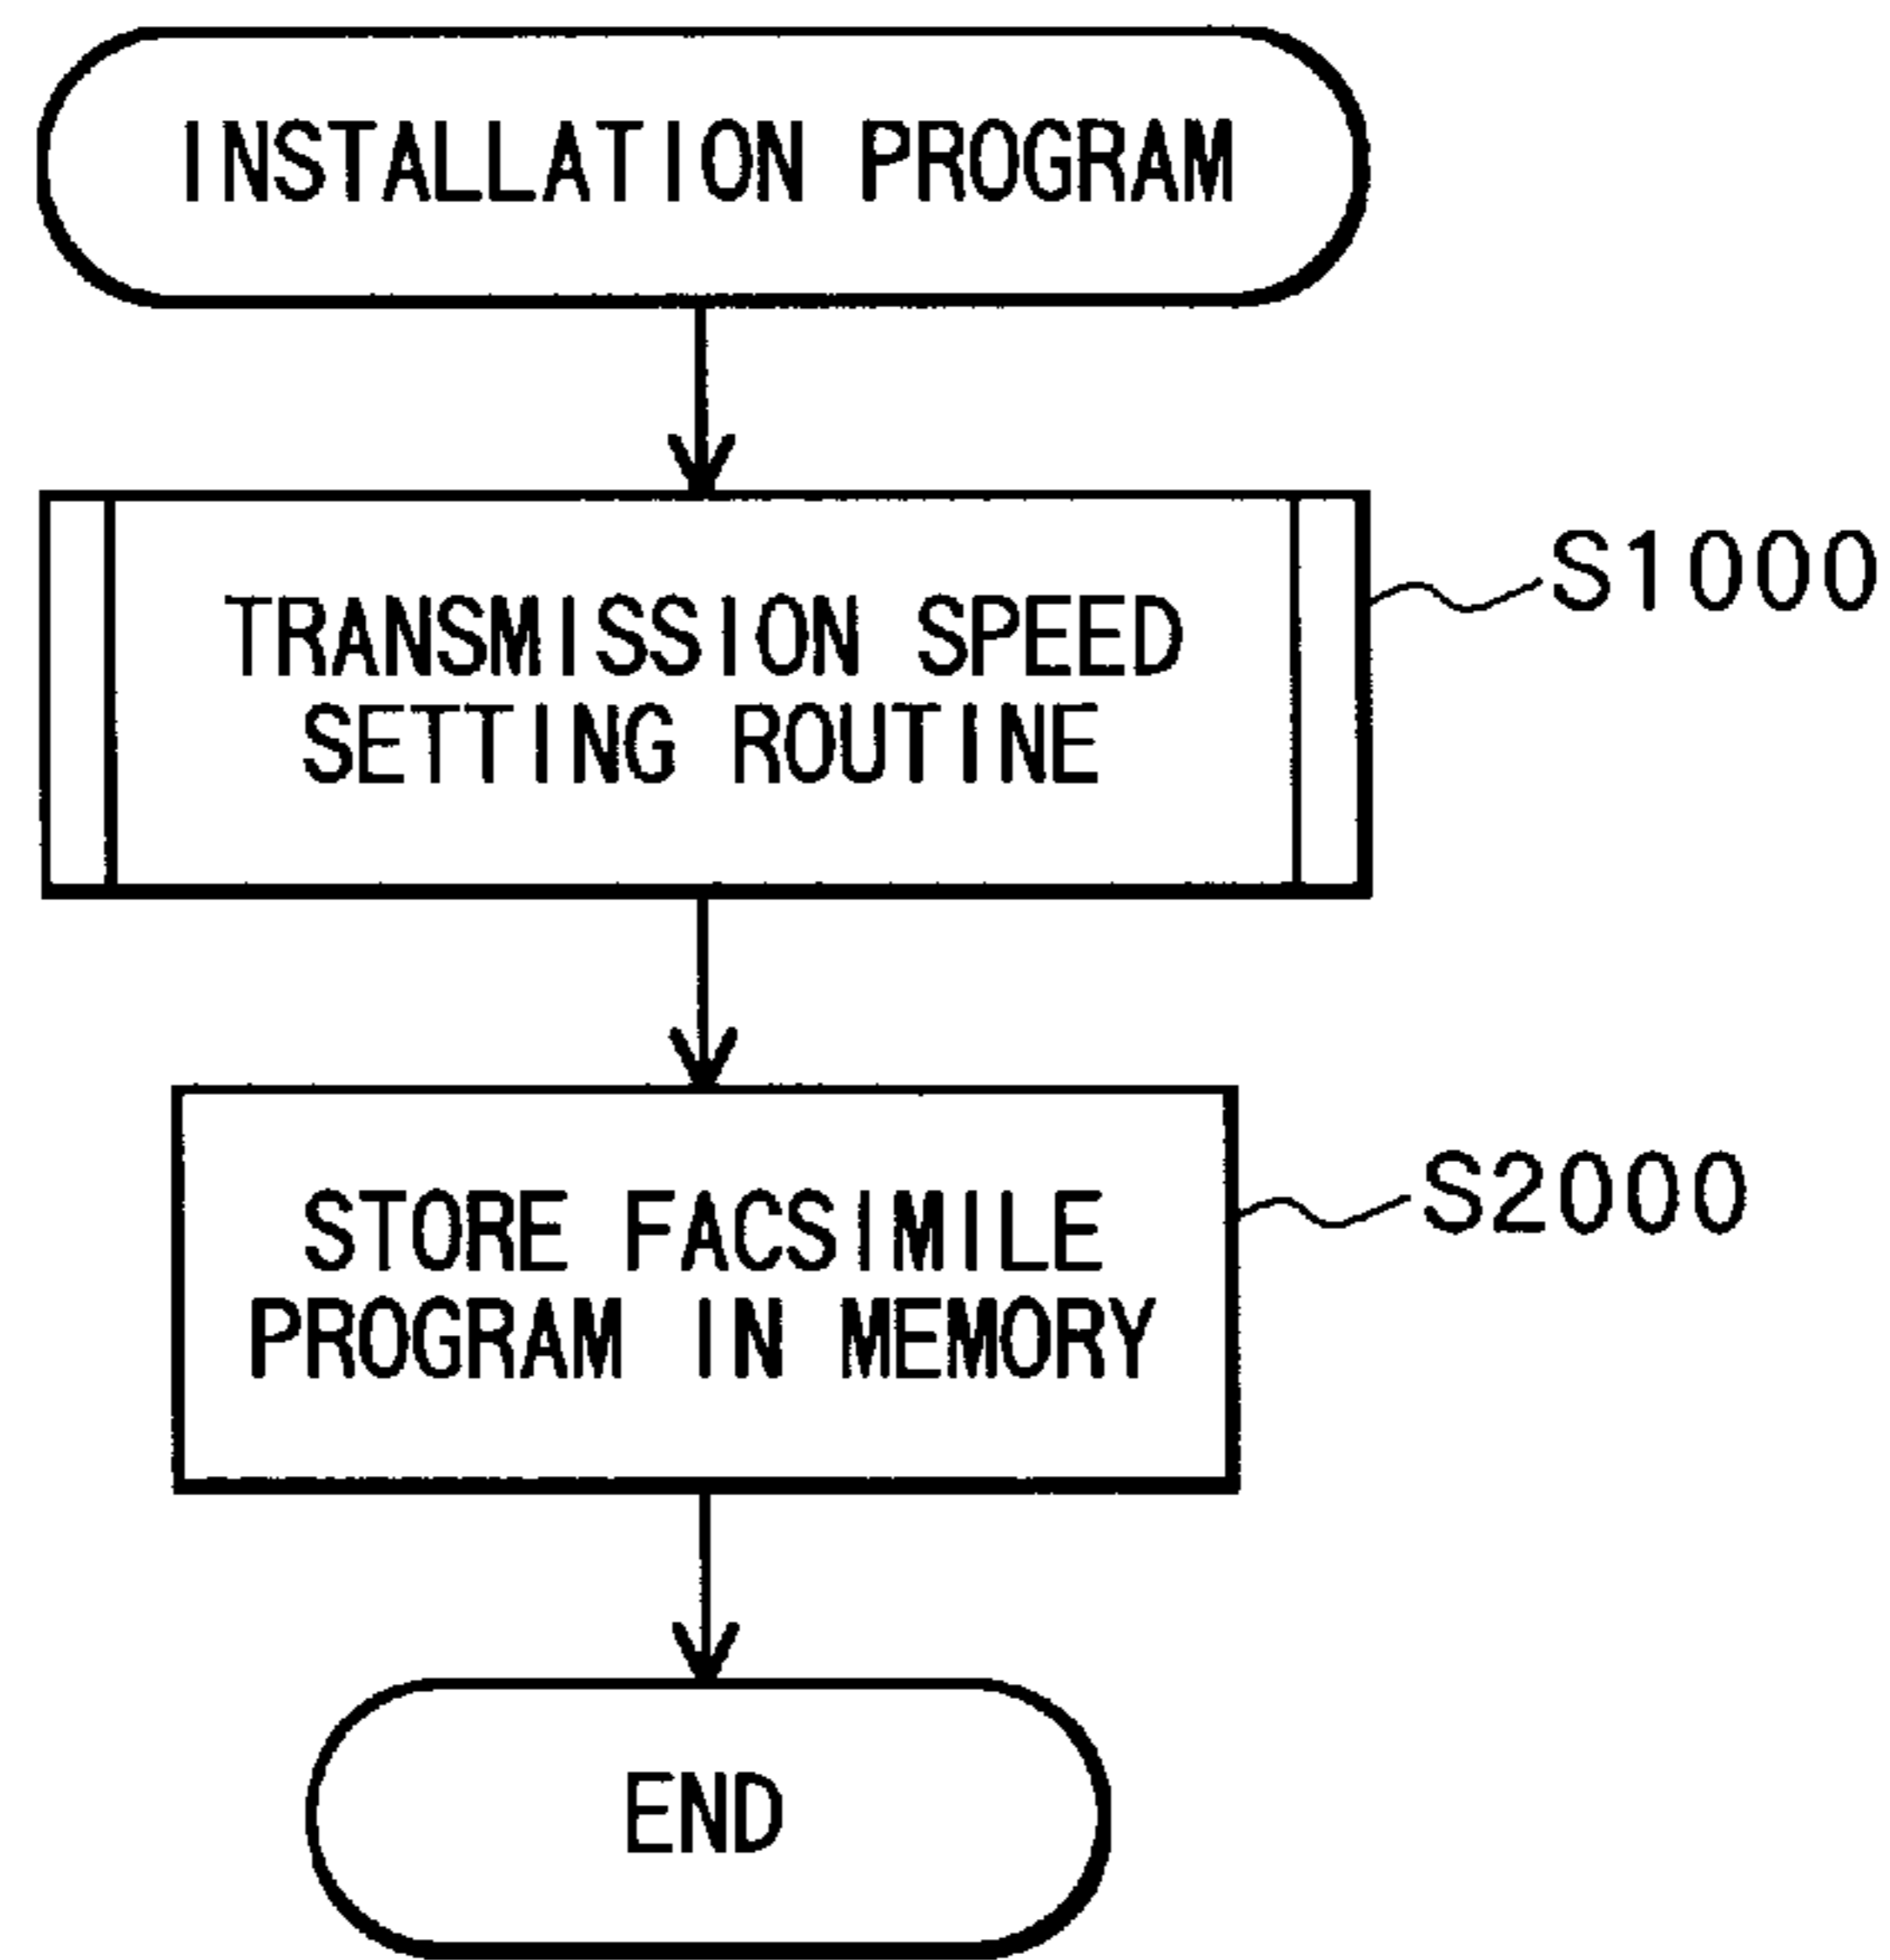 INSTALLATION PROGRAM
TRANSMISSION SPEED
SETTING ROUTINE
S1000
STORE FACSIMILE
PROGRAM IN MEMORY
S2000
END